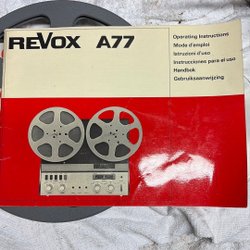 REVOX A77
Operating Instructions
Mode d'emploi
Istruzioni d'uso
Instrucciones para el uso
Handbok
Gebruiksaanwijzing